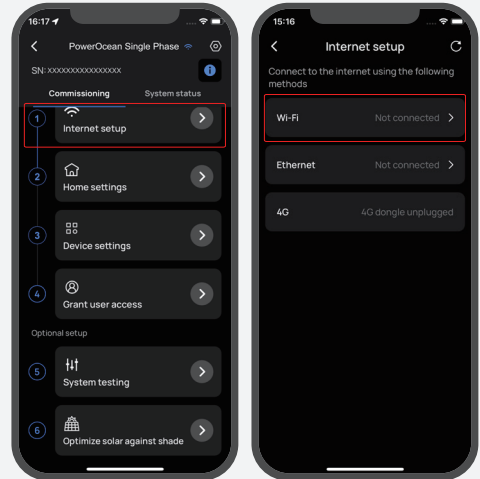 16:17
PowerOcean Single Phase
SN: XXXXXXXXXXXXXXXX
Commissioning
System status
1
Internet setup
2
Home settings
3
Device settings
4
Grant user access
Optional setup
5
System testing
6
Optimize solar against shade
15:16
Internet setup
Connect to the internet using the following
methods
Wi-Fi
Not connected
Ethernet
Not connected
4G
4G dongle unplugged